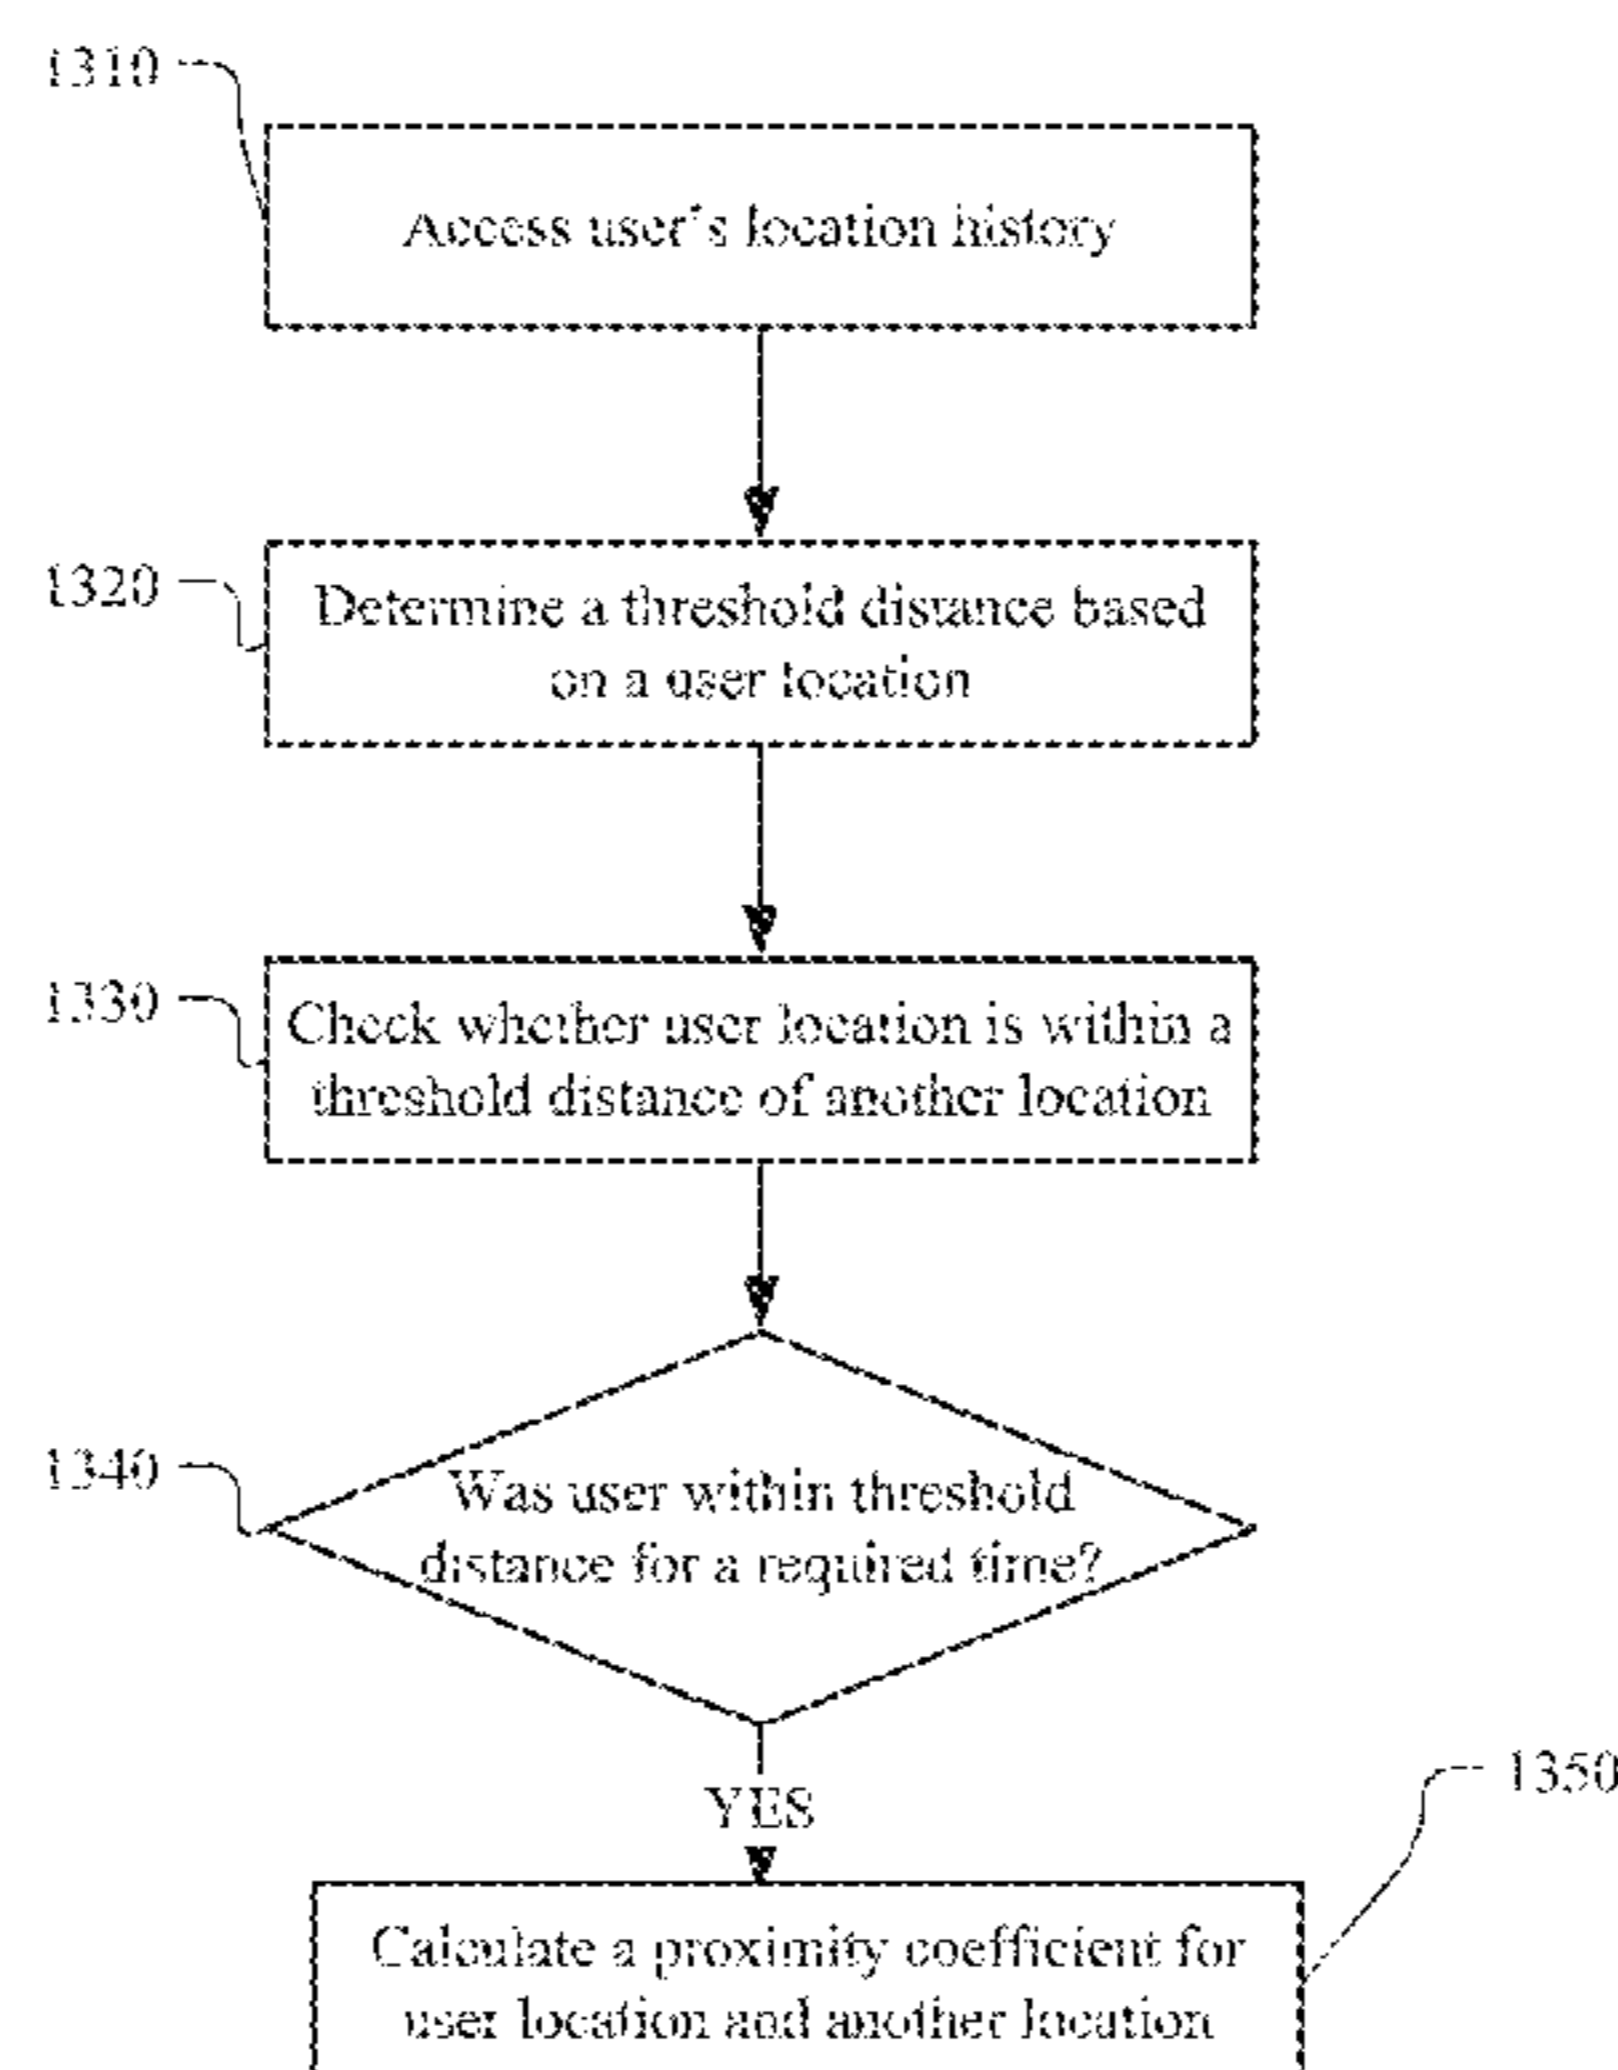 1310
Access user's location history
1320
Determine a threshold distance based
on a user location
1330
Check whether user location is within a
threshold distance of another location
1340
Was user within threshold
distance for a required time?
YES
1350
Calculate a proximity coefficient for
user location and another location